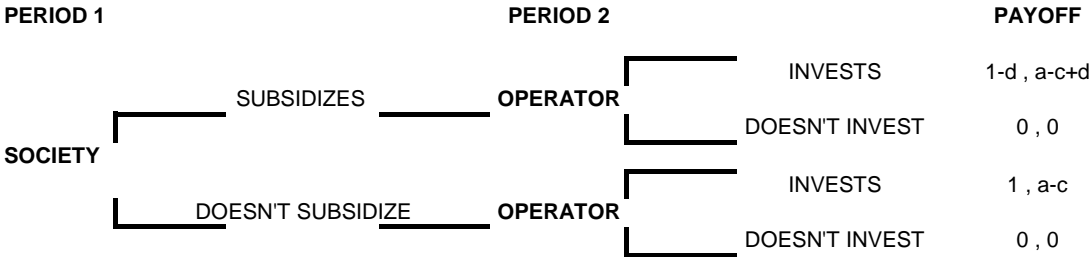 PERIOD 1 PERIOD 2 PAYOFF
INVESTS 1-d , a-c+d
SUBSIDIZES OPERATOR
DOESN'T INVEST 0 , 0
SOCIETY
INVESTS 1 , a-c
DOESN'T SUBSIDIZE OPERATOR
DOESN'T INVEST 0 , 0